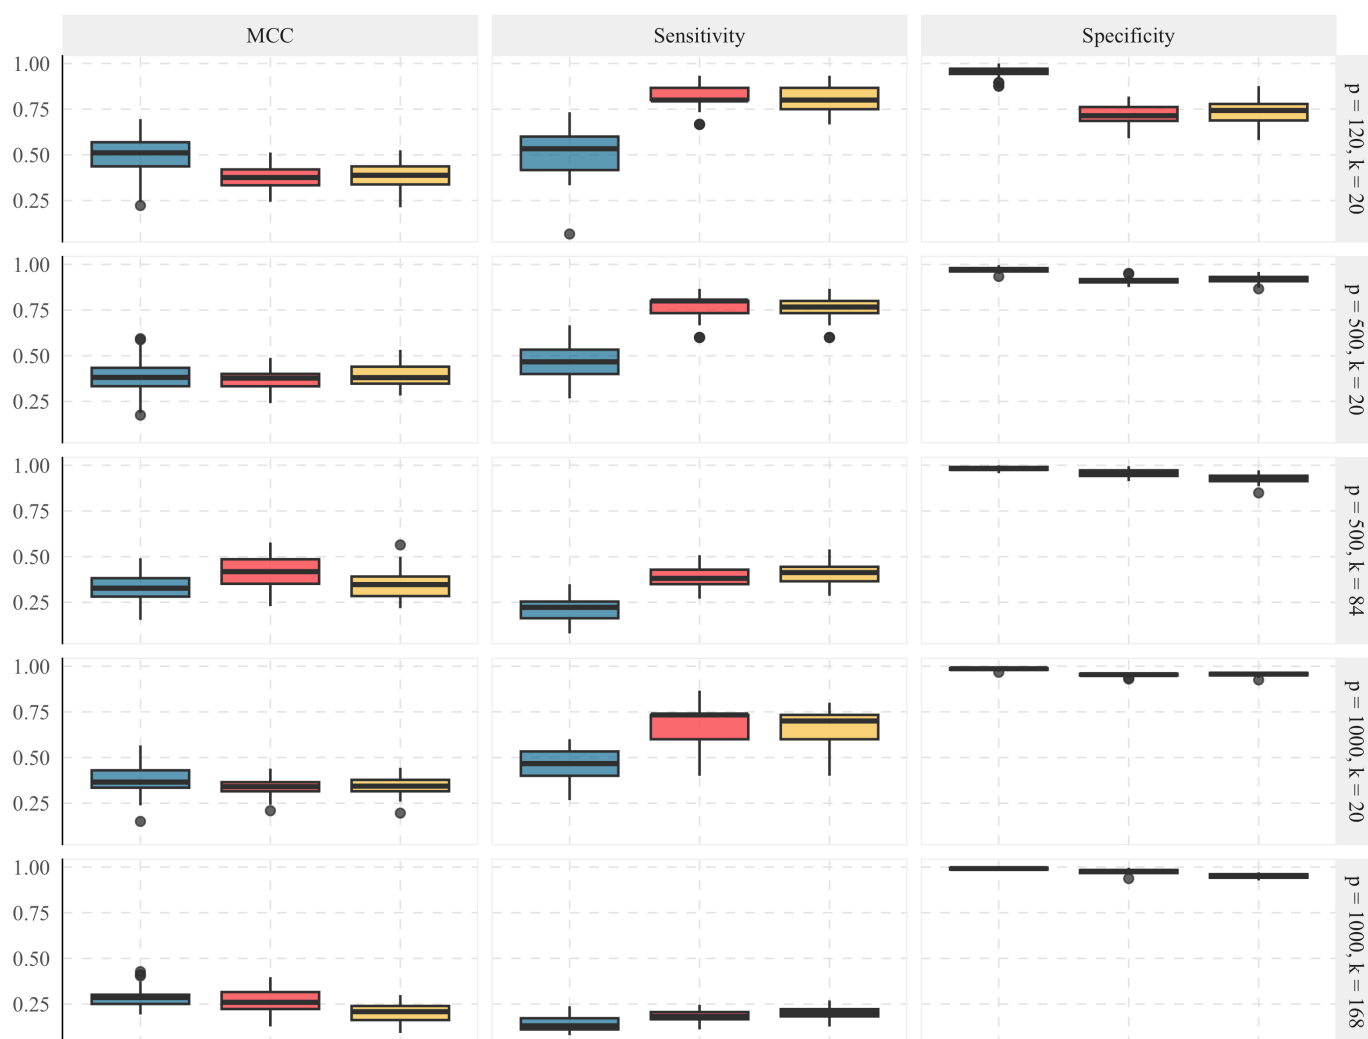 MCC
Sensitivity
Specificity
1.00
0.75
0.50
0.25
p = 120, k = 20
1.00
0.75
0.50
0.25
p = 500, k = 20
1.00
0.75
0.50
0.25
p = 500, k = 84
1.00
0.75
0.50
0.25
p = 1000, k = 20
1.00
0.75
0.50
0.25
p = 1000, k = 168